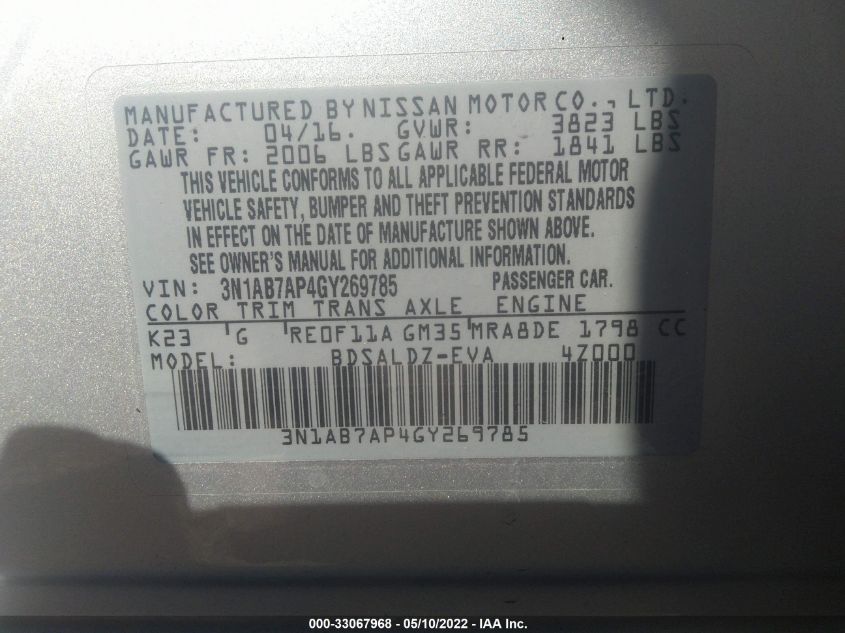 MANUFACTURED BY NISSAN MOTOR CO., LTD.
DATE: 04/16. GVWR: 3823 LBS
GAWR FR: 2006 LBS GAWR RR: 1841 LBS
THIS VEHICLE CONFORMS TO ALL APPLICABLE FEDERAL MOTOR
VEHICLE SAFETY, BUMPER AND THEFT PREVENTION STANDARDS
IN EFFECT ON THE DATE OF MANUFACTURE SHOWN ABOVE.
SEE OWNER'S MANUAL FOR ADDITIONAL INFORMATION.
VIN: 3N1AB7AP4GY269785 PASSENGER CAR.
COLOR TRIM TRANS AXLE ENGINE
K23 G RE0F11A GM35 MRA8DE 1798 CC
MODEL: BDSALDZ-EVA 4Z000
3N1AB7AP4GY269785
000-33067968 - 05/10/2022 - IAA Inc.